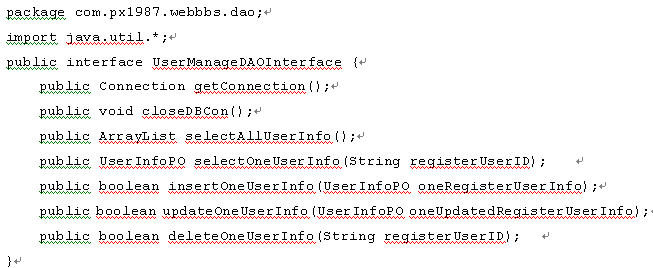 package com.px1987.webbbs.dao;
import java.util.*;
public interface UserManageDAOInterface {
public Connection getConnection();
public void closeDBCon();
public ArrayList selectAllUserInfo();
public UserInfoPO selectOneUserInfo(String registerUserID);
public boolean insertOneUserInfo(UserInfoPO oneRegisterUserInfo);
public boolean updateOneUserInfo(UserInfoPO oneUpdatedRegisterUserInfo);
public boolean deleteOneUserInfo(String registerUserID);
}